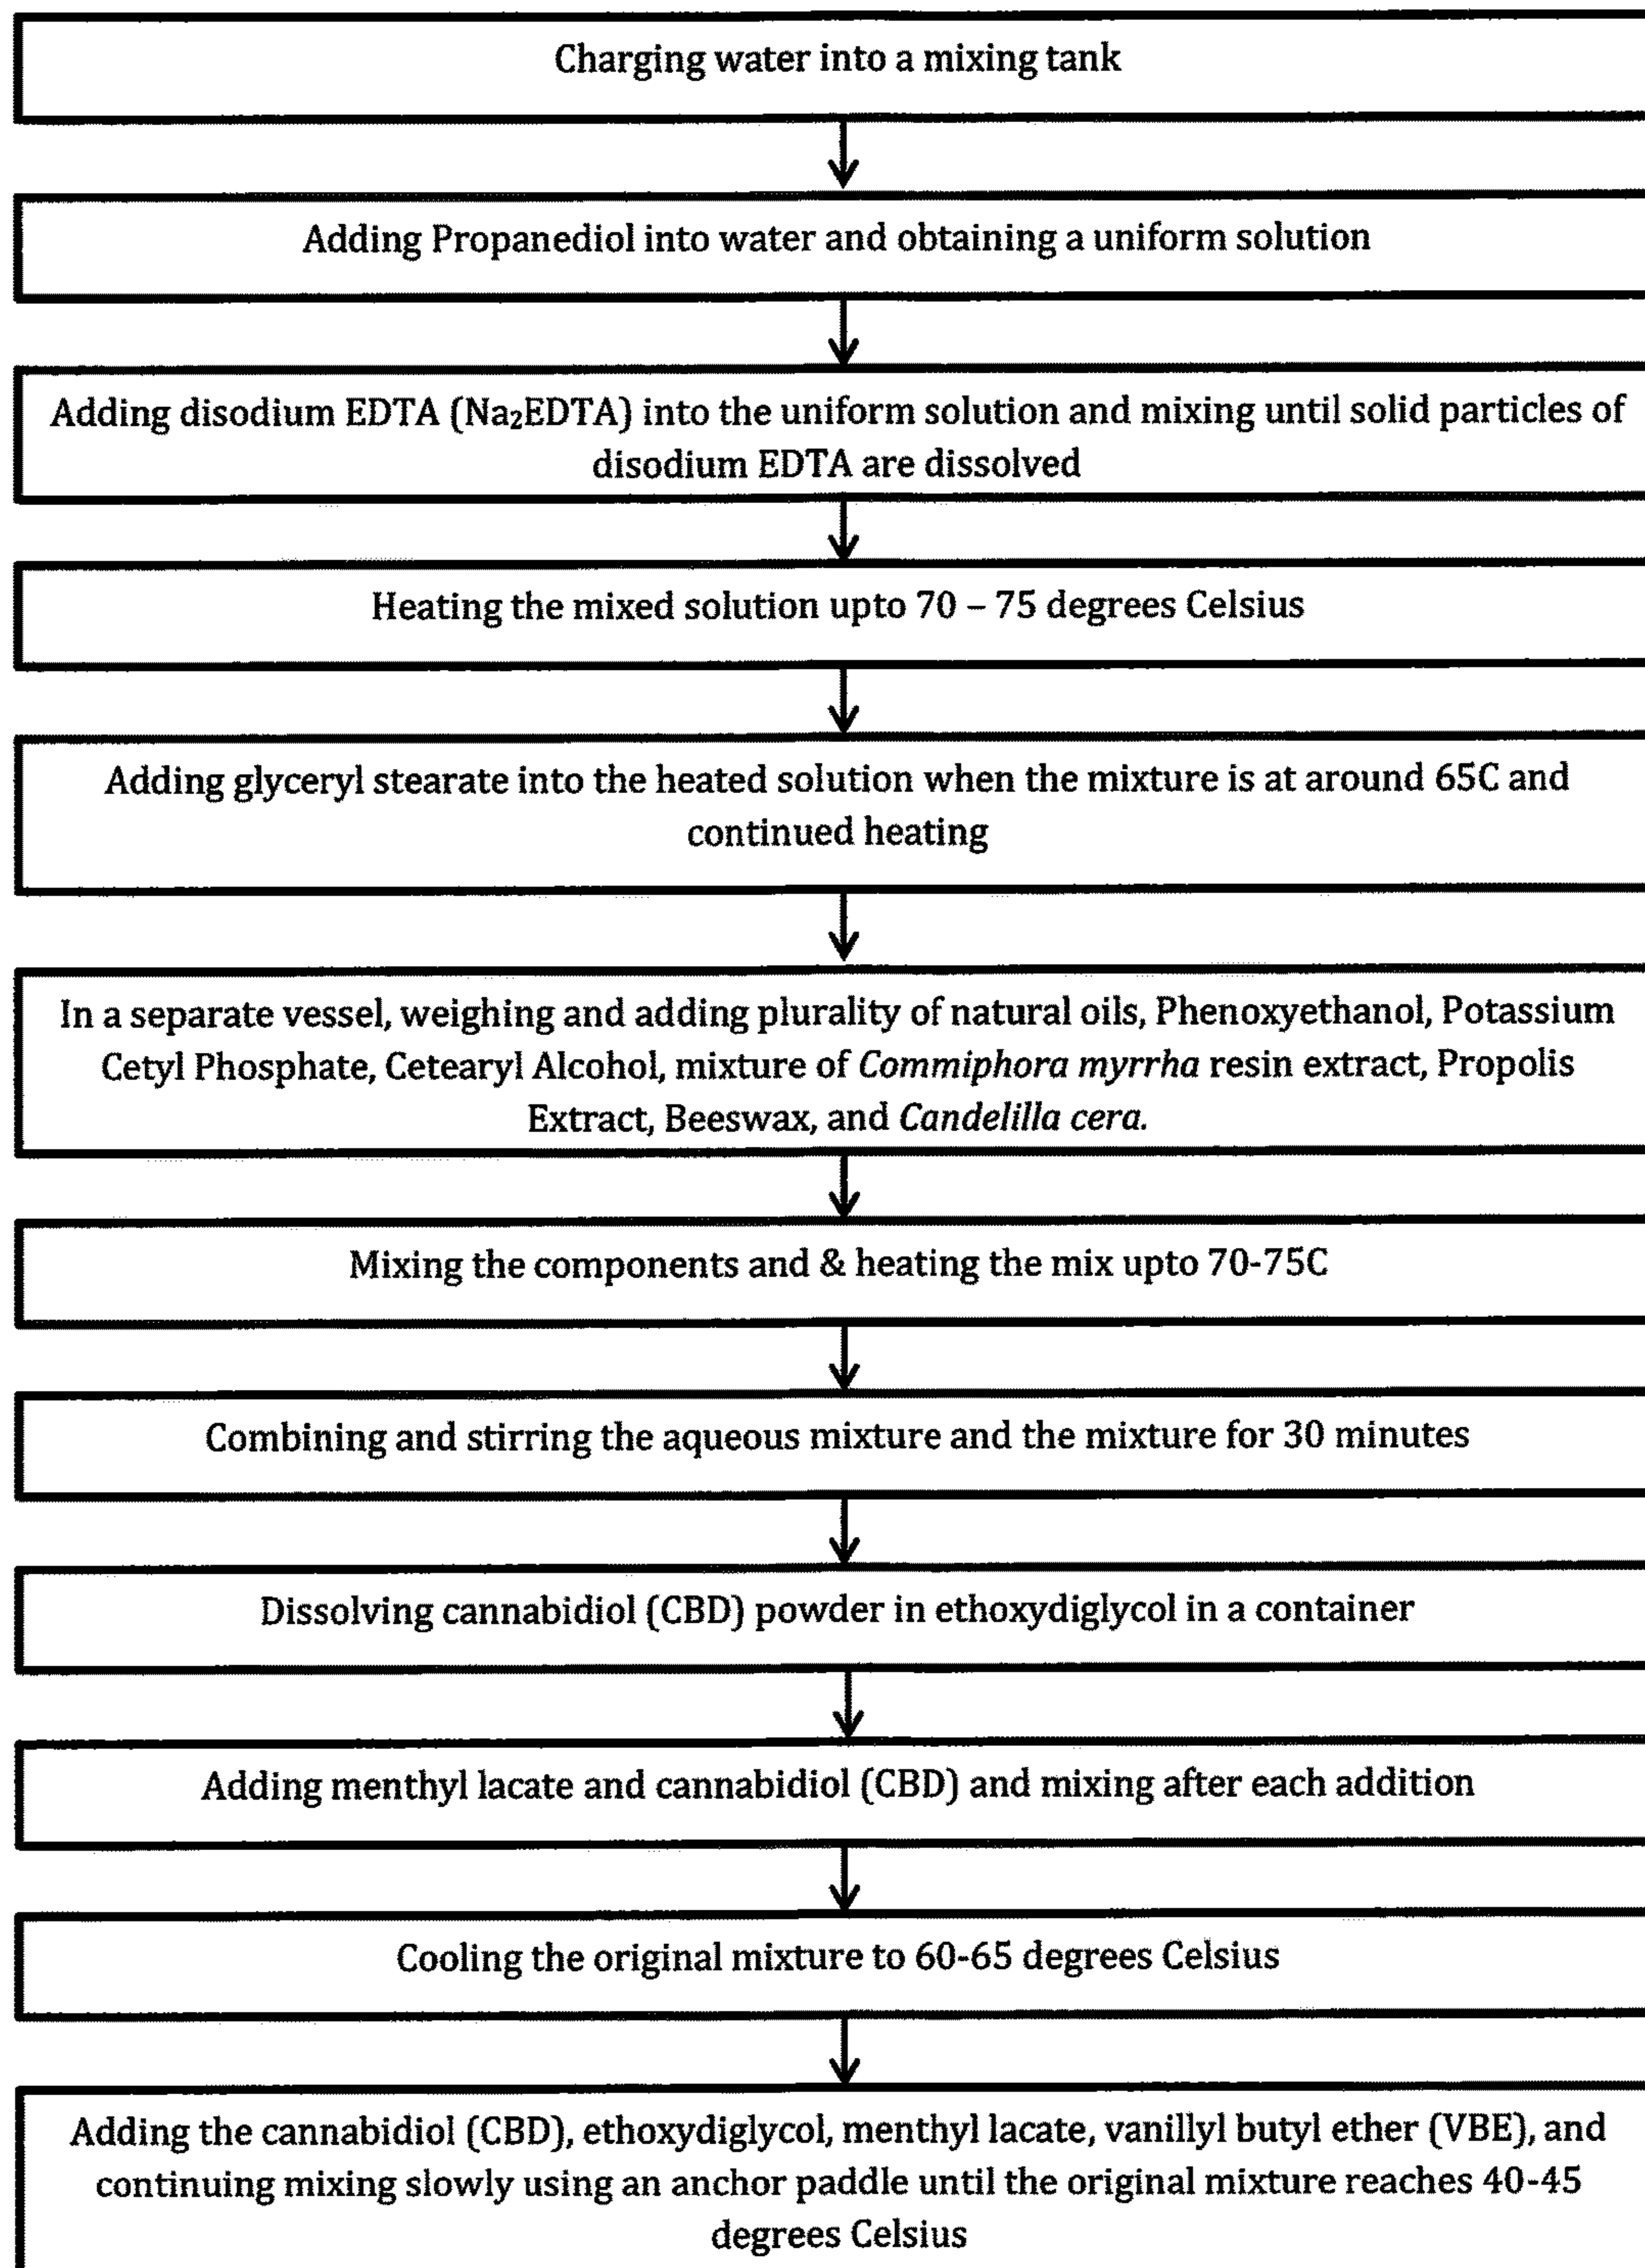 Charging water into a mixing tank
Adding Propanediol into water and obtaining a uniform solution
Adding disodium EDTA (Na₂EDTA) into the uniform solution and mixing until solid particles of
disodium EDTA are dissolved
Heating the mixed solution upto 70 – 75 degrees Celsius
Adding glyceryl stearate into the heated solution when the mixture is at around 65C and
continued heating
In a separate vessel, weighing and adding plurality of natural oils, Phenoxyethanol, Potassium
Cetyl Phosphate, Cetearyl Alcohol, mixture of Commiphora myrrha resin extract, Propolis
Extract, Beeswax, and Candelilla cera.
Mixing the components and & heating the mix upto 70-75C
Combining and stirring the aqueous mixture and the mixture for 30 minutes
Dissolving cannabidiol (CBD) powder in ethoxydiglycol in a container
Adding menthyl lacate and cannabidiol (CBD) and mixing after each addition
Cooling the original mixture to 60-65 degrees Celsius
Adding the cannabidiol (CBD), ethoxydiglycol, menthyl lacate, vanillyl butyl ether (VBE), and
continuing mixing slowly using an anchor paddle until the original mixture reaches 40-45
degrees Celsius